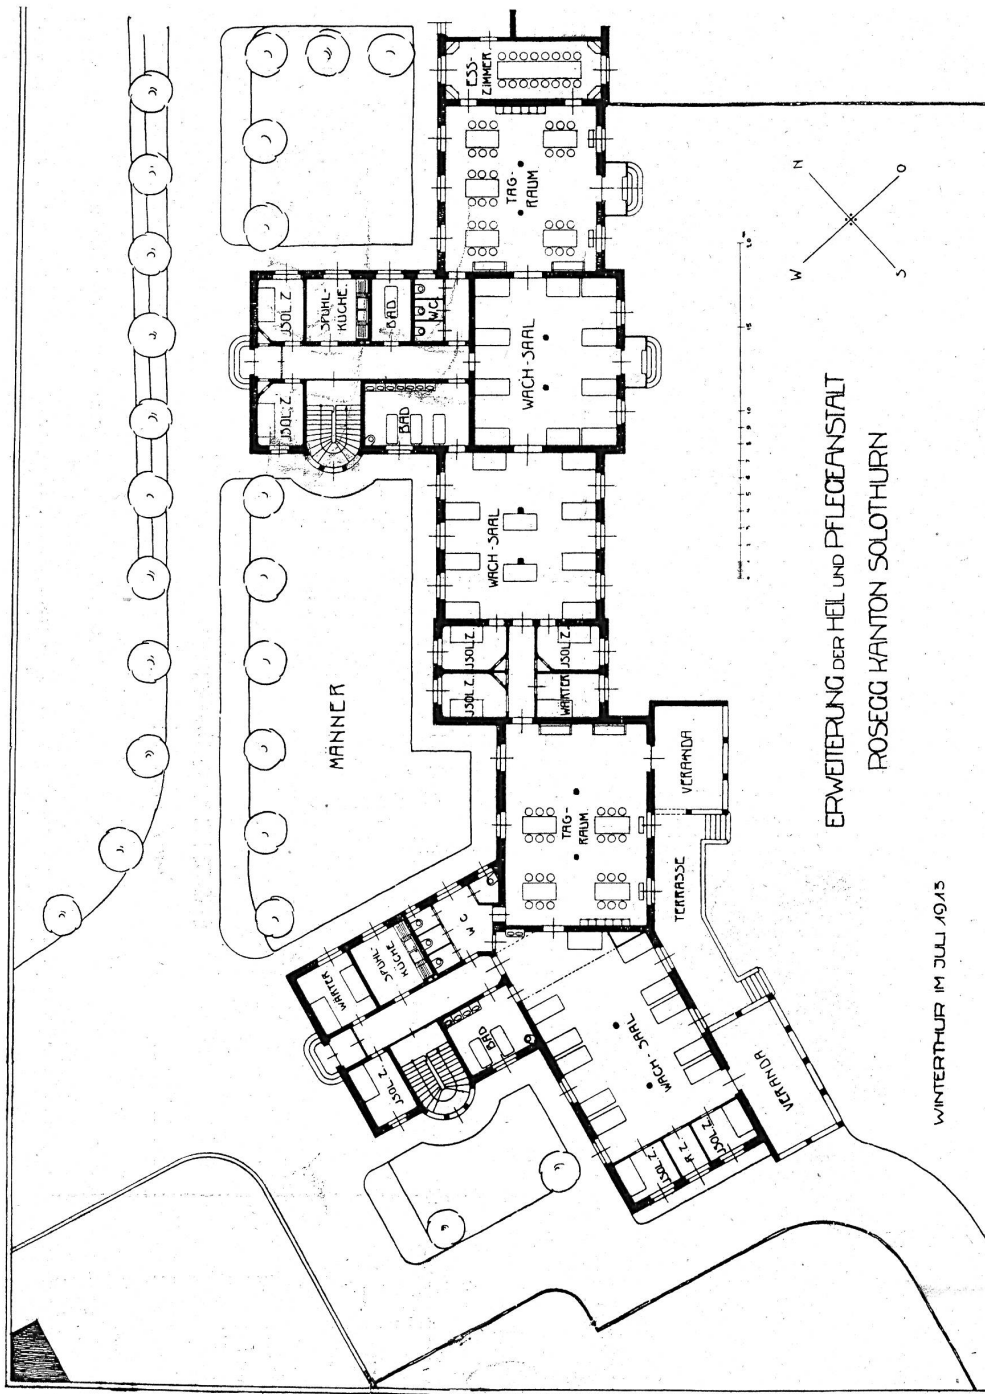 ESS-
ZIMMER
TAG-
RAUM.
N
O
W
S
JSOL. Z.
SPÜHL-
KÜCHE.
BAD
W.C.
WACH-SAAL
JSOL. Z.
BAD
WACH-SAAL
JSOL. Z.
JSOL. Z.
JSOL. Z.
WÄRTER
MÄNNER
VERANDA
TAG-
RAUM.
TERRASSE
W C
SPÜHL-
KÜCHE
WÄRTER
BAD
JSOL. Z.
WACH-SAAL
VERANDA
JSOL. Z.
JSOL. Z.
ERWEITERUNG DER HEIL UND PFLEGEANSTALT
ROSEGG KANTON SOLOTHURN
WINTERTHUR IM JULI 1913